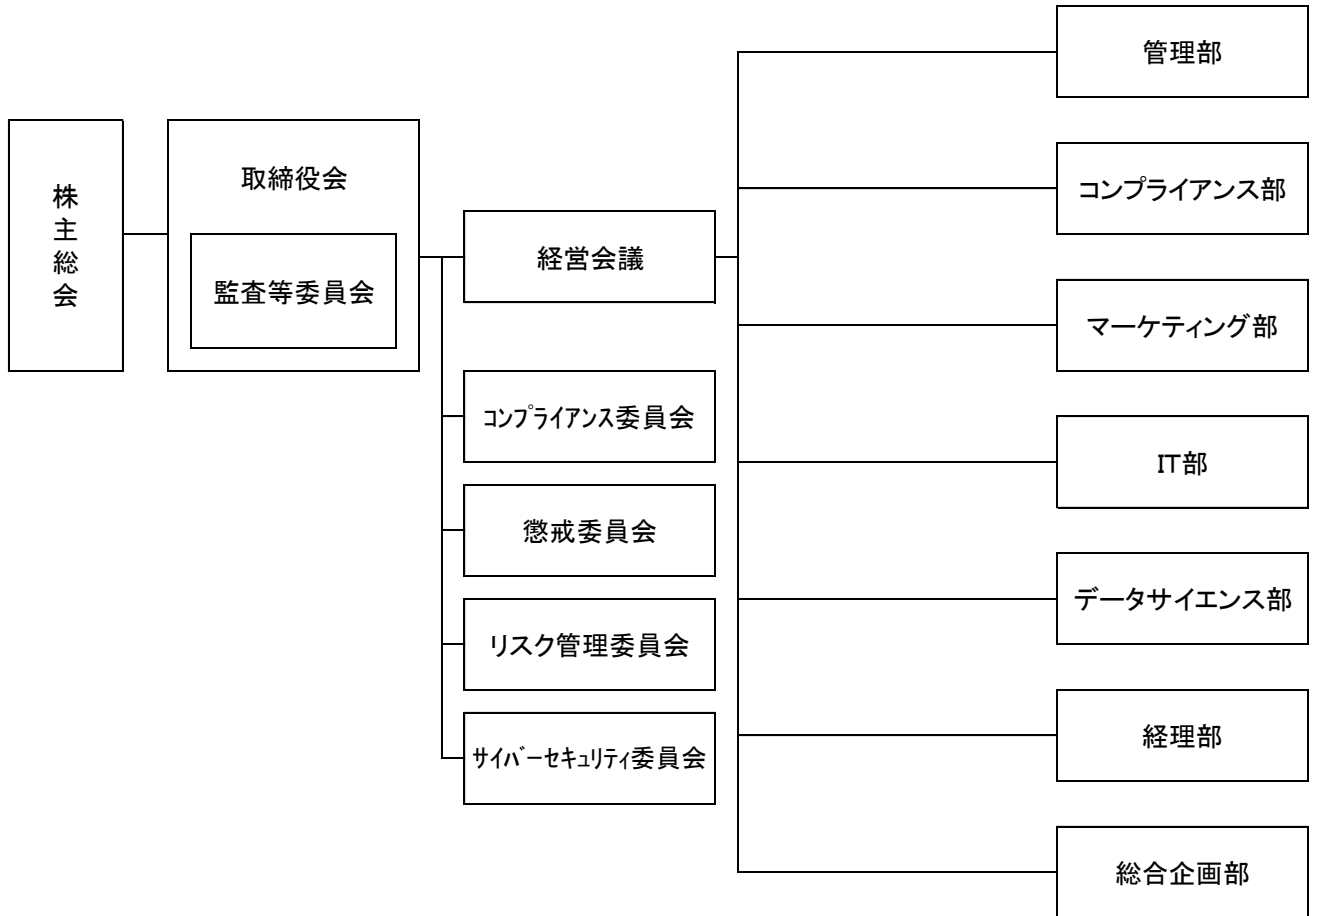 株主総会
取締役会
監査等委員会
経営会議
コンプライアンス委員会
懲戒委員会
リスク管理委員会
サイバーセキュリティ委員会
管理部
コンプライアンス部
マーケティング部
IT部
データサイエンス部
経理部
総合企画部